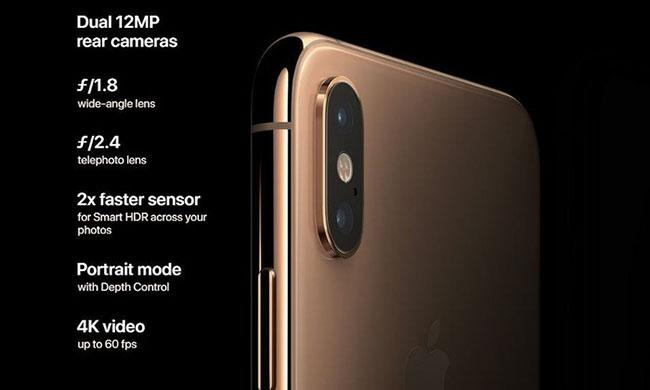 Dual 12MP
rear cameras
ƒ/1.8
wide-angle lens
ƒ/2.4
telephoto lens
2x faster sensor
for Smart HDR across your
photos
Portrait mode
with Depth Control
4K video
up to 60 fps